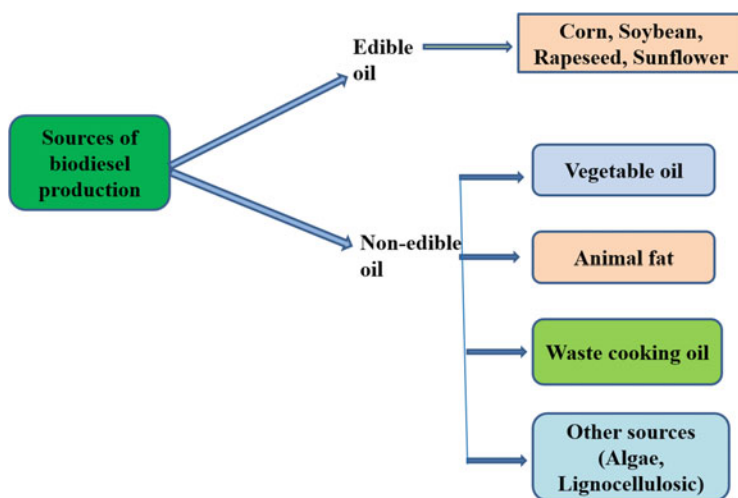 Sources of
biodiesel
production
Edible
oil
Corn, Soybean,
Rapeseed, Sunflower
Non-edible
oil
Vegetable oil
Animal fat
Waste cooking oil
Other sources
(Algae,
Lignocellulosic)